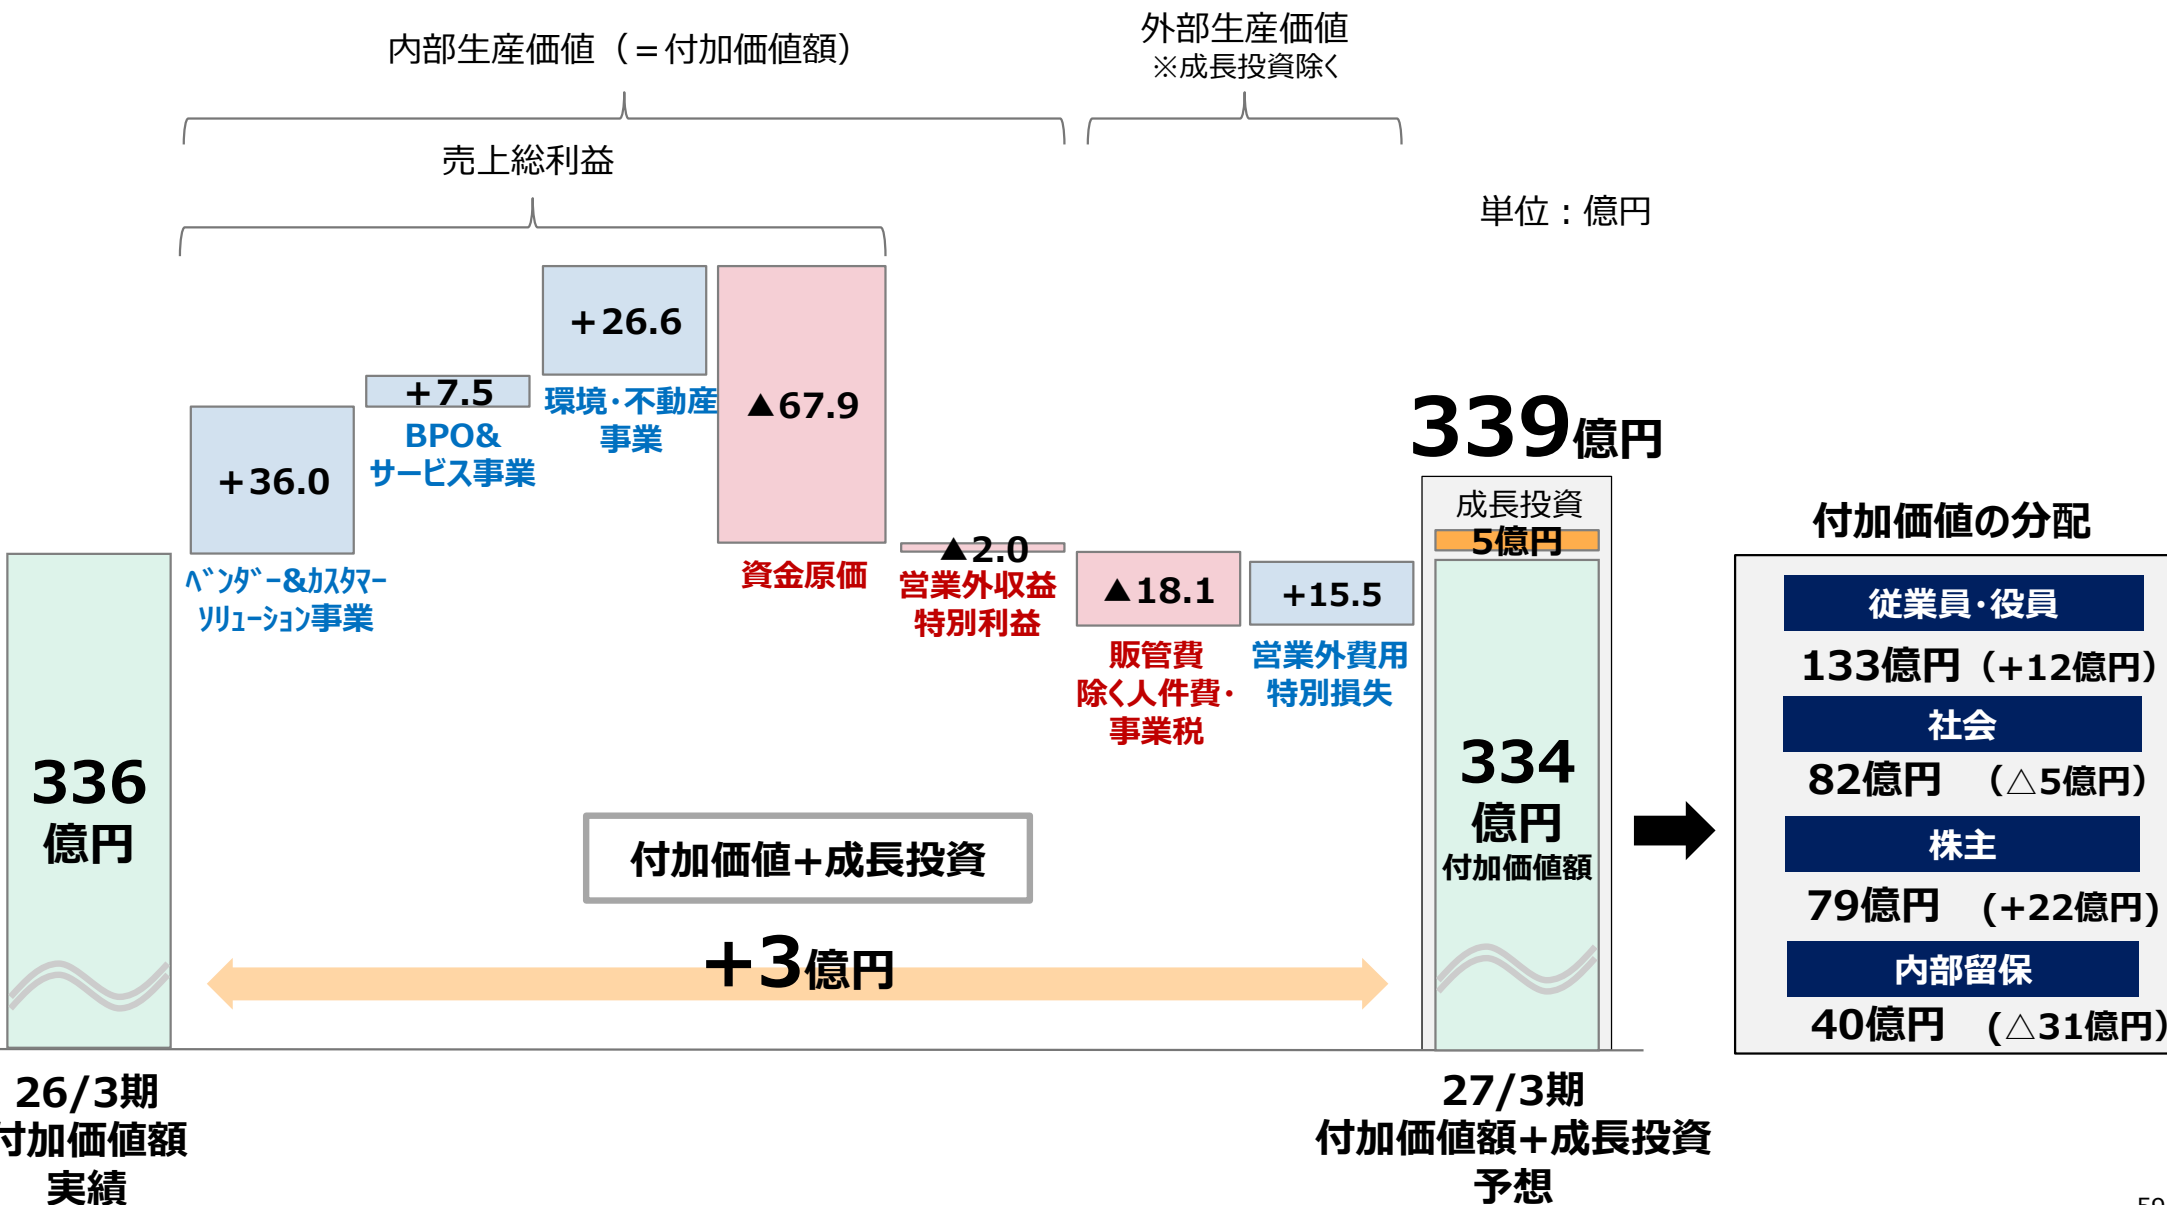 内部生産価値（＝付加価値額）
外部生産価値
※成長投資除く
売上総利益
単位：億円
+36.0
ﾍﾞﾝﾀﾞｰ&ｶｽﾀﾏｰ
ｿﾘｭｰｼｮﾝ事業
+7.5
BPO&
サービス事業
+26.6
環境・不動産
事業
▲67.9
資金原価
▲2.0
営業外収益
特別利益
▲18.1
販管費
除く人件費・
事業税
+15.5
営業外費用
特別損失
336
億円
26/3期
付加価値額
実績
付加価値+成長投資
+3億円
339億円
成長投資
5億円
334
億円
付加価値額
27/3期
付加価値額+成長投資
予想
付加価値の分配
従業員・役員
133億円（+12億円）
社会
82億円 （△5億円）
株主
79億円 (+22億円)
内部留保
40億円 (△31億円)